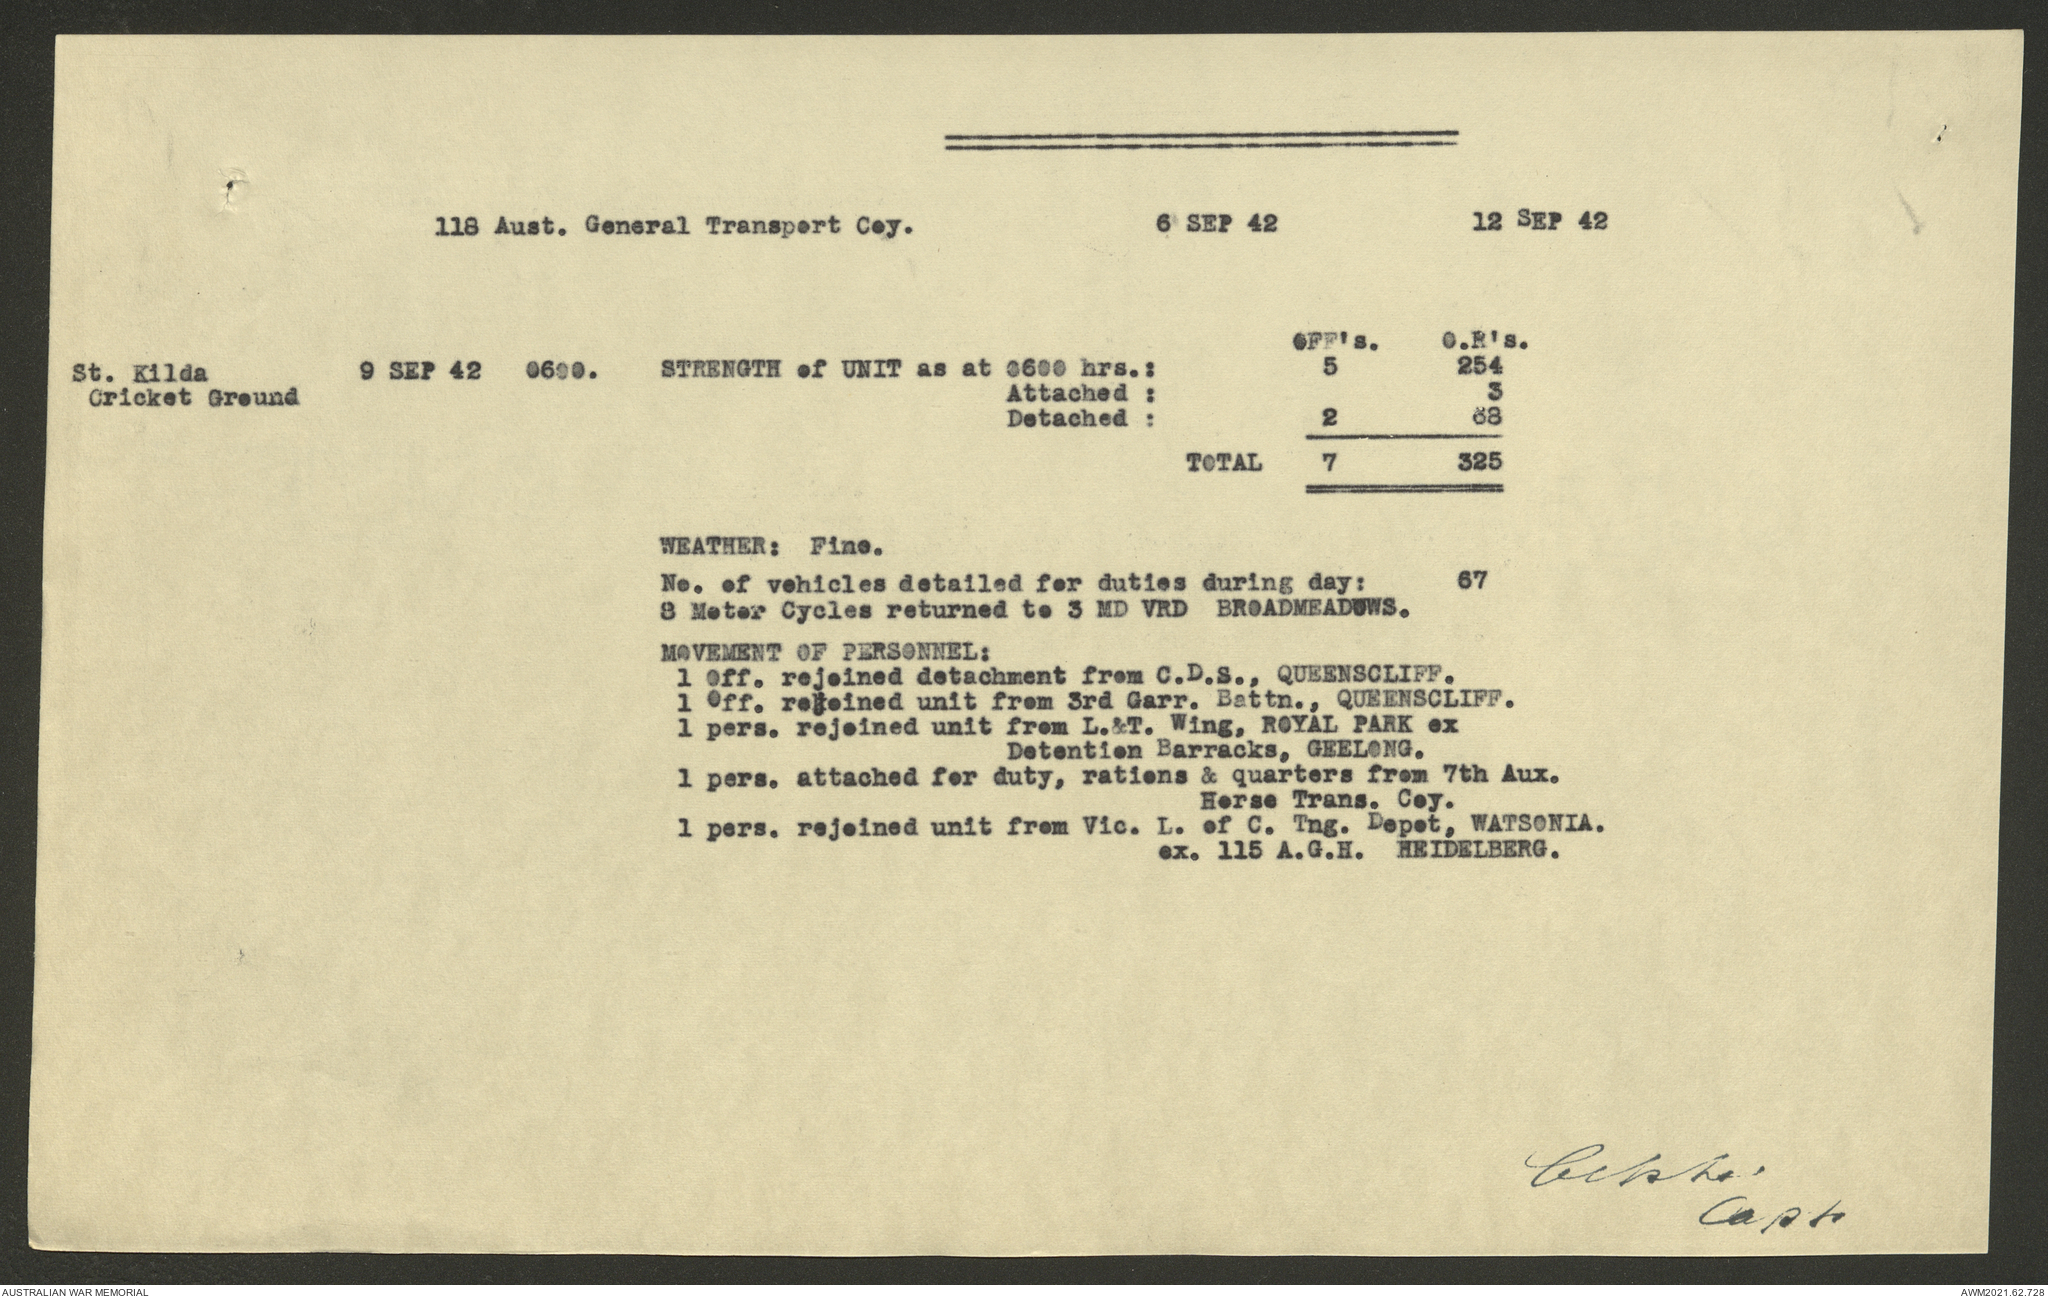 118 Aust. General Transport Coy. 6 SEP 42 12 SEP 42
OFF's. O.R's.
St. Kilda 9 SEP 42 0600. STRENGTH of UNIT as at 0600 hrs.: 5 254
Cricket Ground Attached : 3
Detached : 2 68
TOTAL 7 325
WEATHER: Fine.
No. of vehicles detailed for duties during day: 67
8 Motor Cycles returned to 3 MD VRD BROADMEADOWS.
MOVEMENT OF PERSONNEL:
1 Off. rejoined detachment from C.D.S., QUEENSCLIFF.
1 Off. rejoined unit from 3rd Garr. Battn., QUEENSCLIFF.
1 pers. rejoined unit from L.&T. Wing, ROYAL PARK ex
Detention Barracks, GEELONG.
1 pers. attached for duty, rations & quarters from 7th Aux.
Horse Trans. Coy.
1 pers. rejoined unit from Vic. L. of C. Tng. Depot, WATSONIA.
ex. 115 A.G.H. HEIDELBERG.
Capt
AUSTRALIAN WAR MEMORIAL AWM2021.62.728